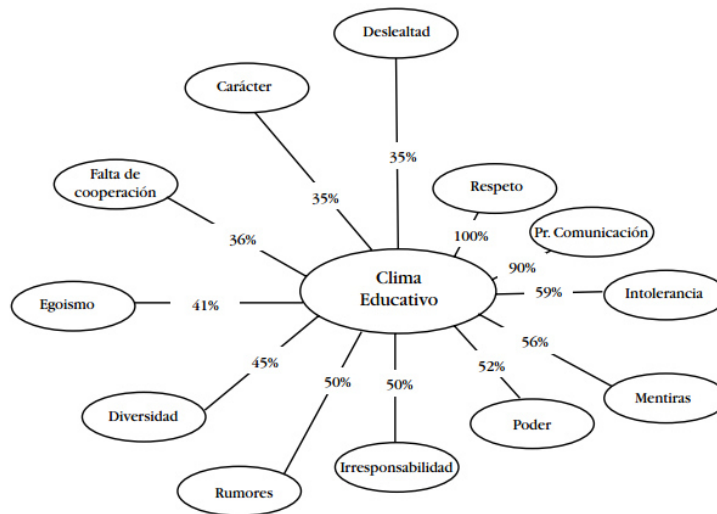 Deslealtad
Carácter
35%
Falta de
cooperación
35%
Respeto
36%
100%
Pr. Comunicación
90%
Clima
Educativo
59%
Intolerancia
Egoismo
41%
56%
45%
50%
50%
52%
Mentiras
Diversidad
Poder
Irresponsabilidad
Rumores